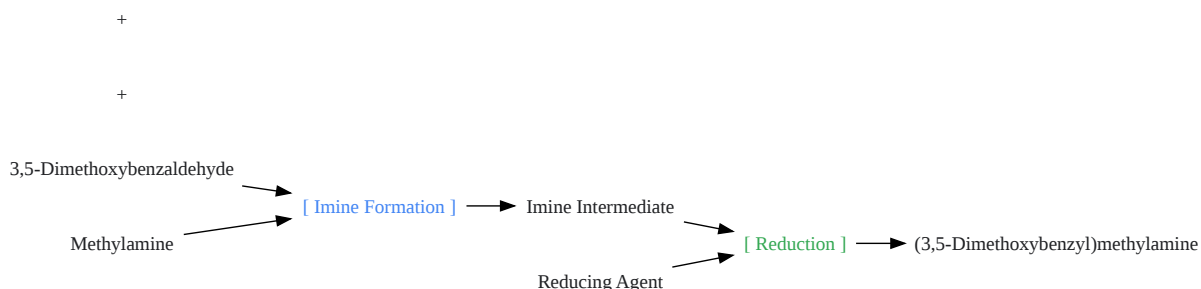 +
+
3,5-Dimethoxybenzaldehyde
[ Imine Formation ]
Imine Intermediate
Methylamine
[ Reduction ]
(3,5-Dimethoxybenzyl)methylamine
Reducing Agent